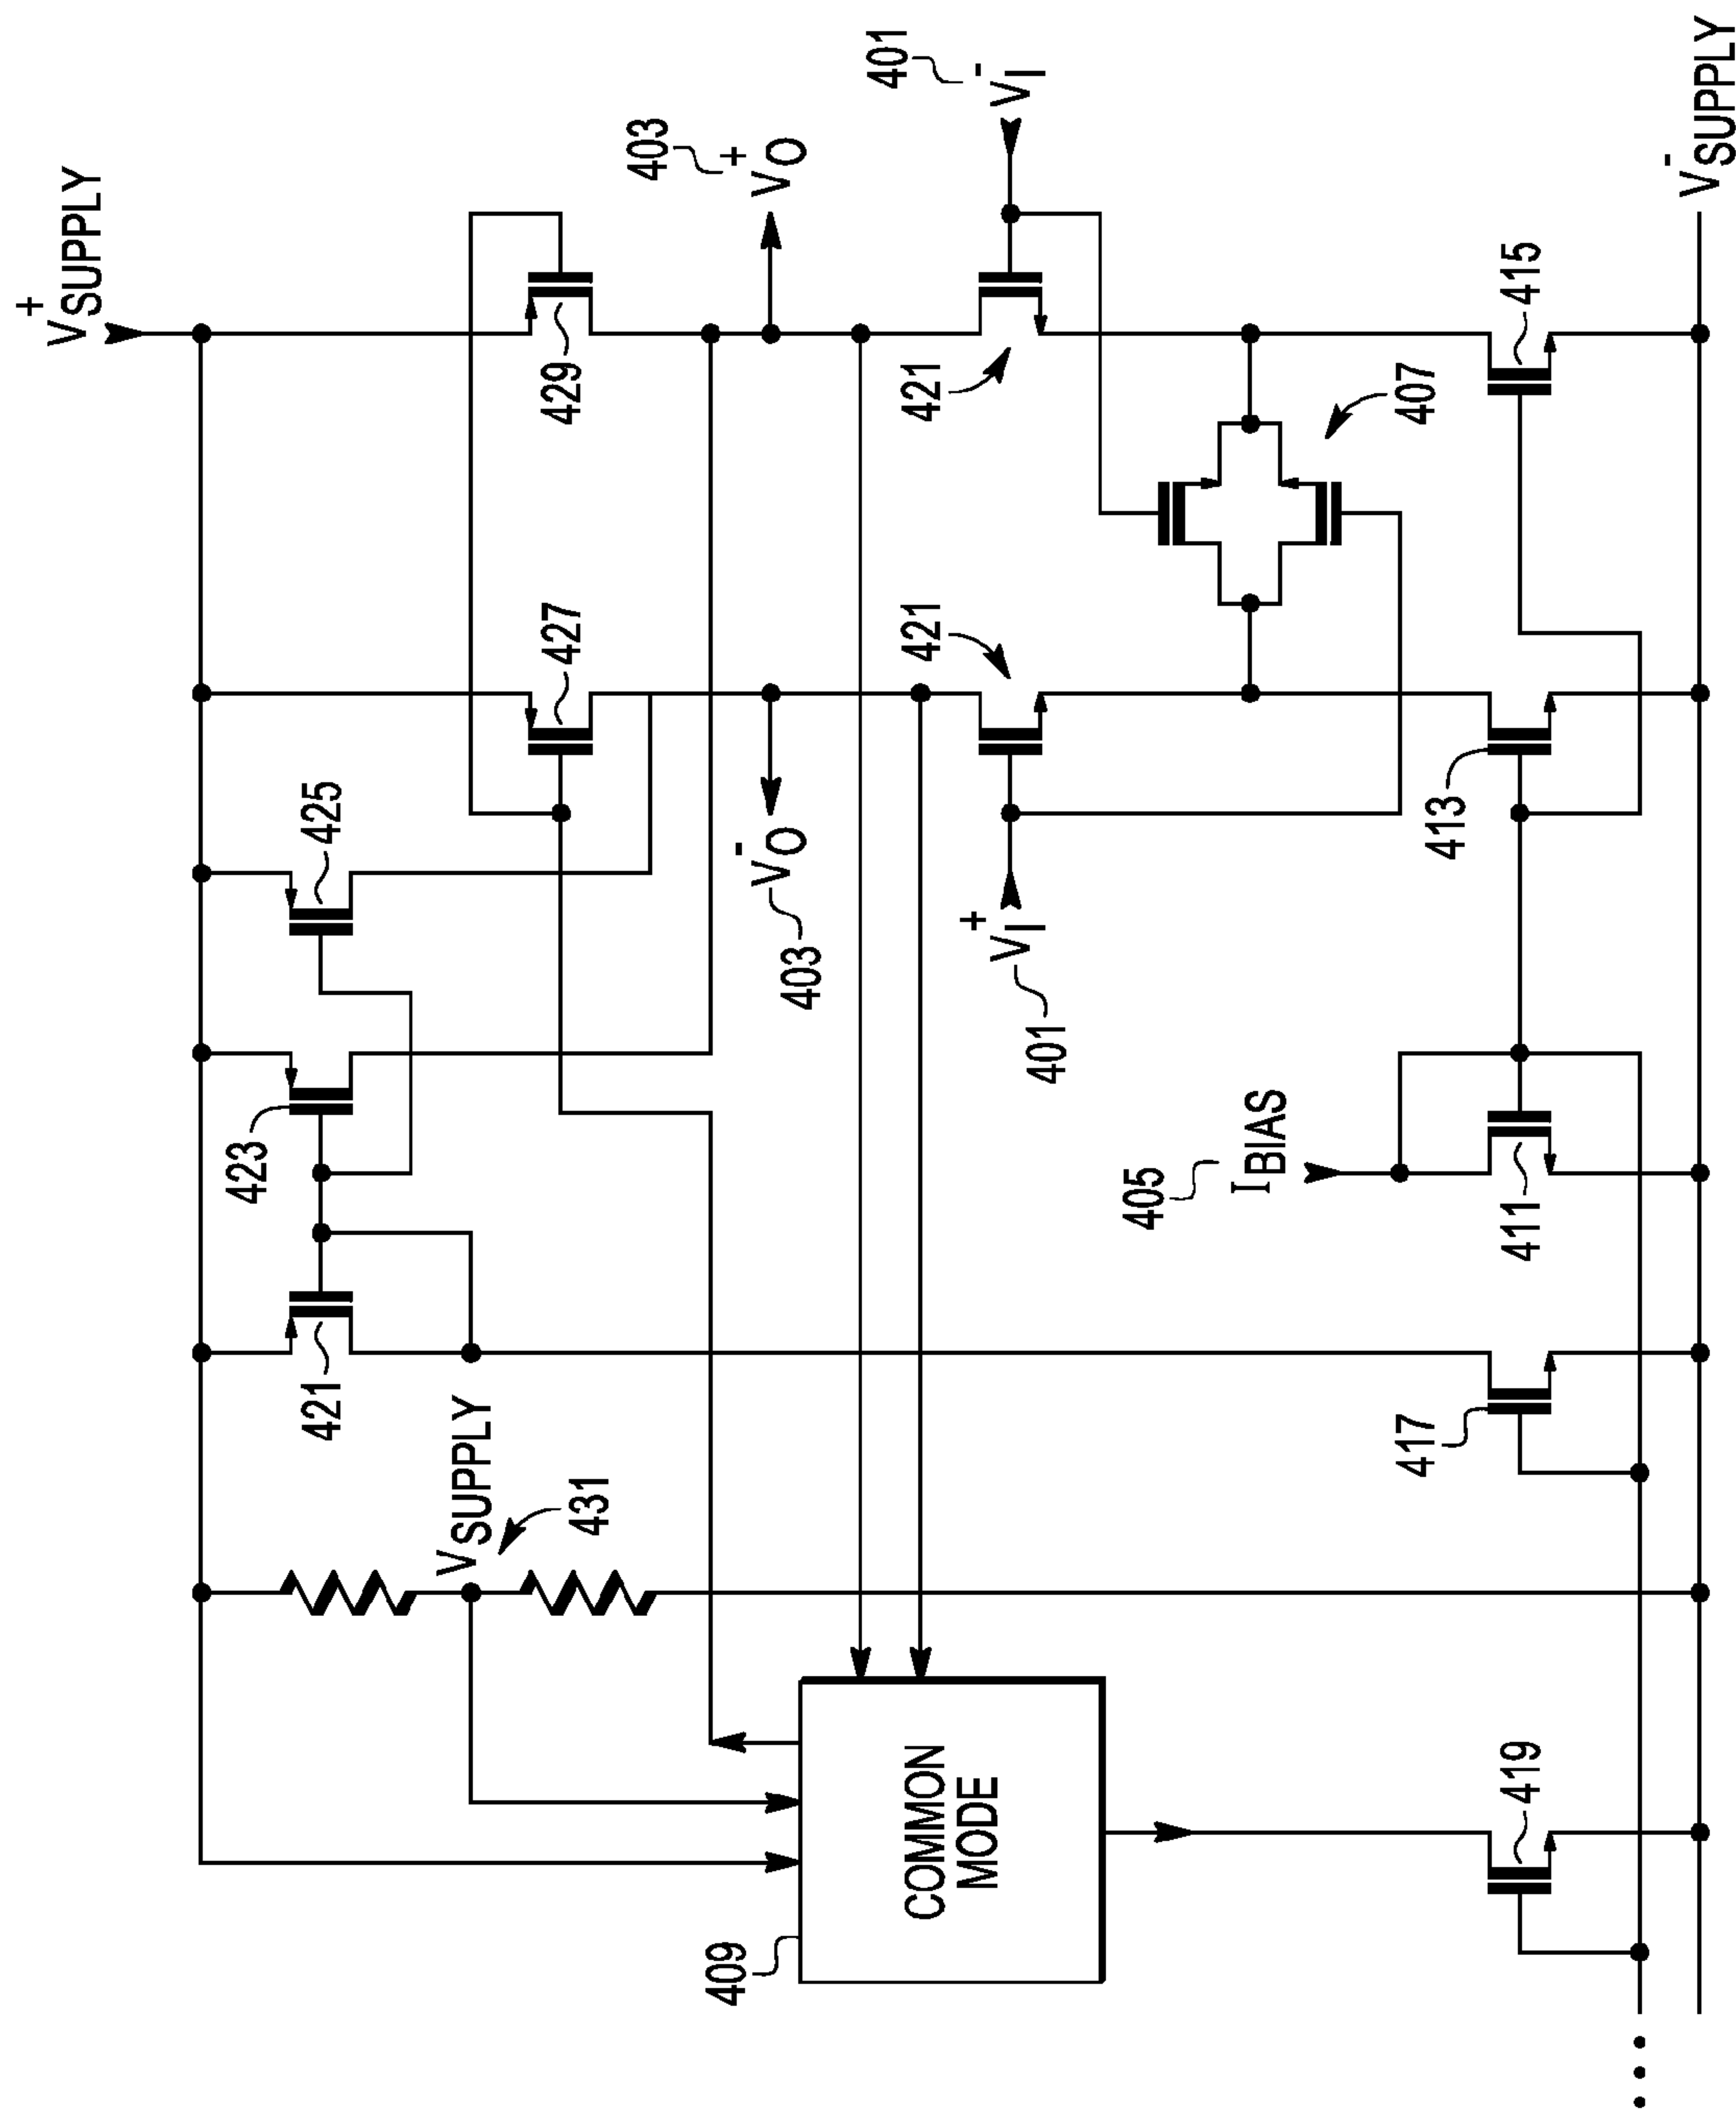 V+SUPPLY
429
403
V+O
421
401
V-I
407
415
V-SUPPLY
427
425
V-O
403
421
V+I
401
413
423
405
IBIAS
411
421
417
VSUPPLY
431
COMMON
MODE
409
419